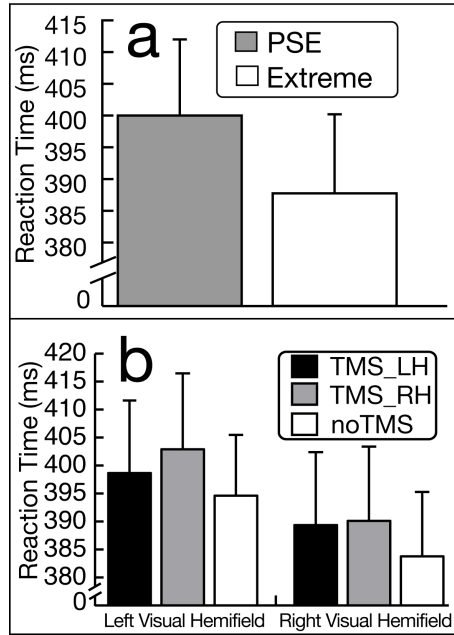 a
Reaction Time (ms)
415
410
405
400
395
390
385
380
0
PSE
Extreme
b
Reaction Time (ms)
420
415
410
405
400
395
390
385
380
0
TMS_LH
TMS_RH
noTMS
Left Visual Hemifield
Right Visual Hemifield